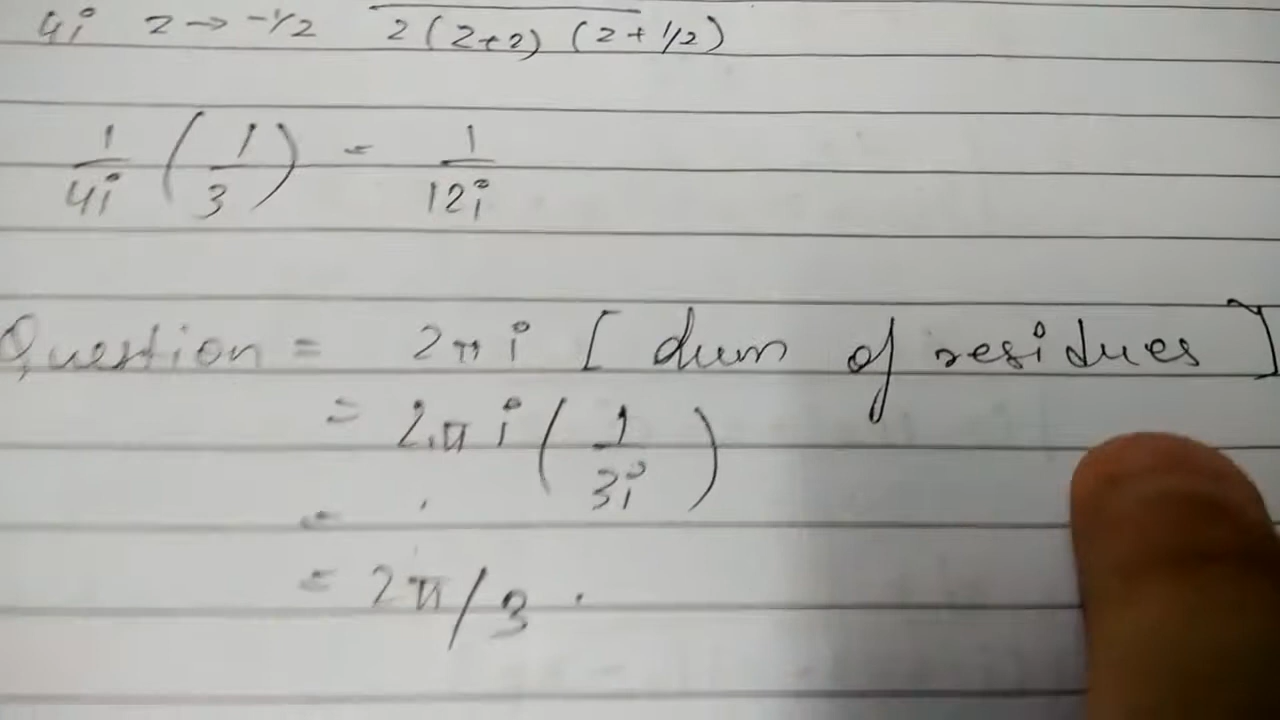 4i z→-1/2 2(z+2) (z+1/2)
1/4i (1/3) = 1/12i
Question = 2πi [ sum of residues ]
= 2πi ( 1/3i )
=
= 2π/3 .